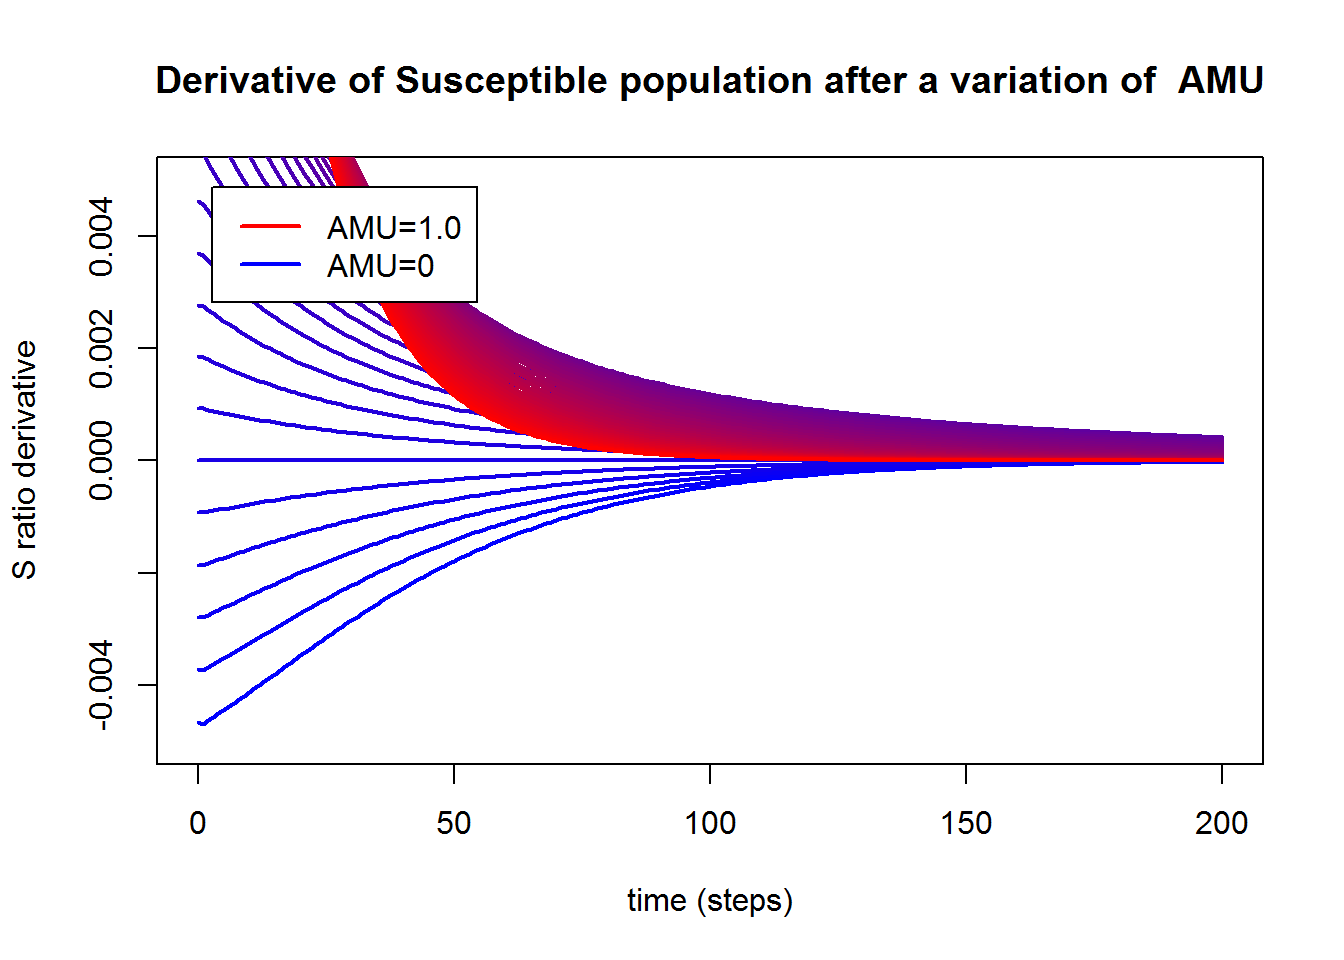 Derivative of Susceptible population after a variation of  AMU
S ratio derivative
0.004
0.002
0.000
-0.004
AMU=1.0
AMU=0
0 50 100 150 200
time (steps)